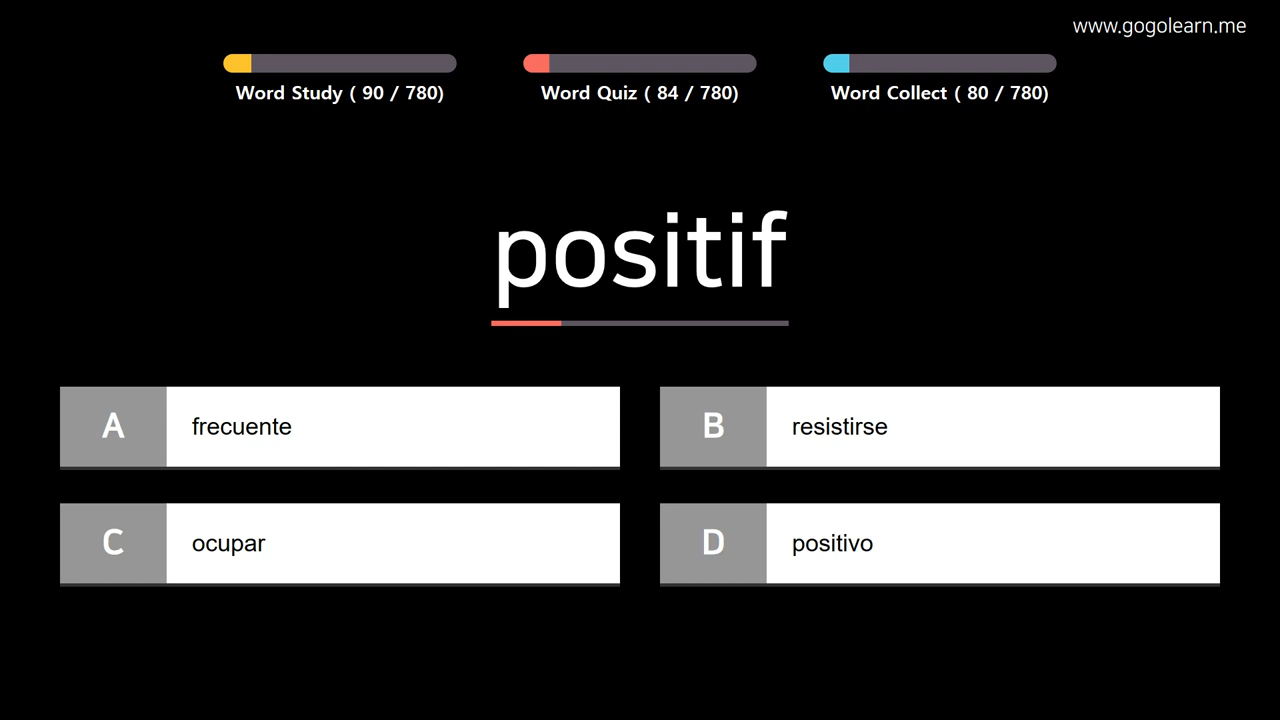 www.gogolearn.me
Word Study ( 90 / 780)
Word Quiz ( 84 / 780)
Word Collect ( 80 / 780)
positif
A frecuente
B resistirse
C ocupar
D positivo